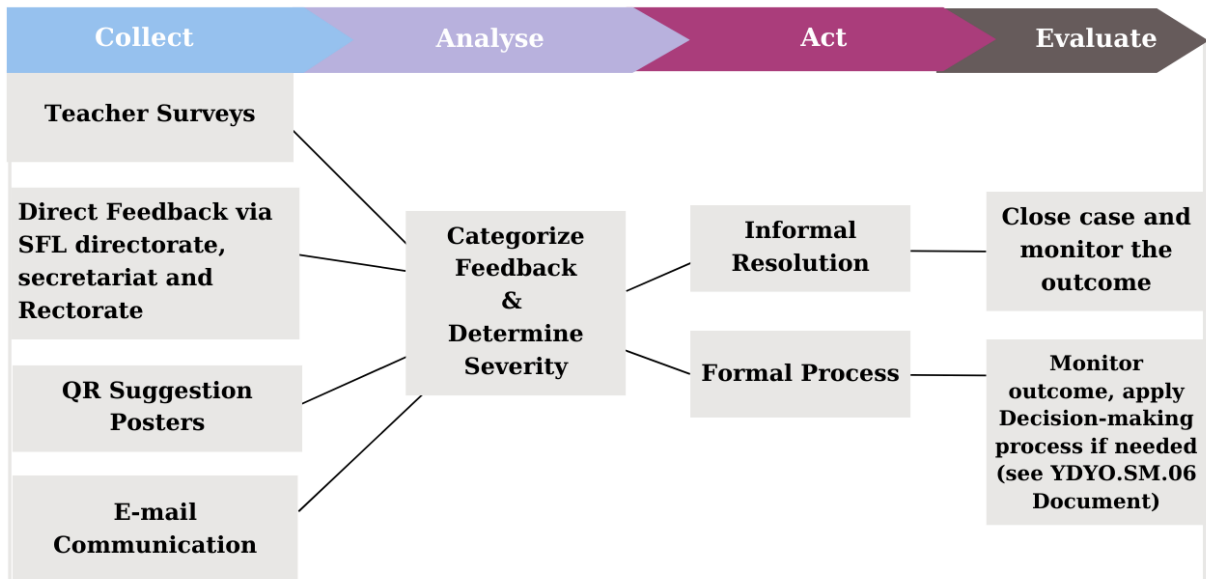 Collect
Analyse
Act
Evaluate
Teacher Surveys
Direct Feedback via
SFL directorate,
secretariat and
Rectorate
QR Suggestion
Posters
E-mail
Communication
Categorize
Feedback
&
Determine
Severity
Informal
Resolution
Formal Process
Close case and
monitor the
outcome
Monitor
outcome, apply
Decision-making
process if needed
(see YDYO.SM.06
Document)